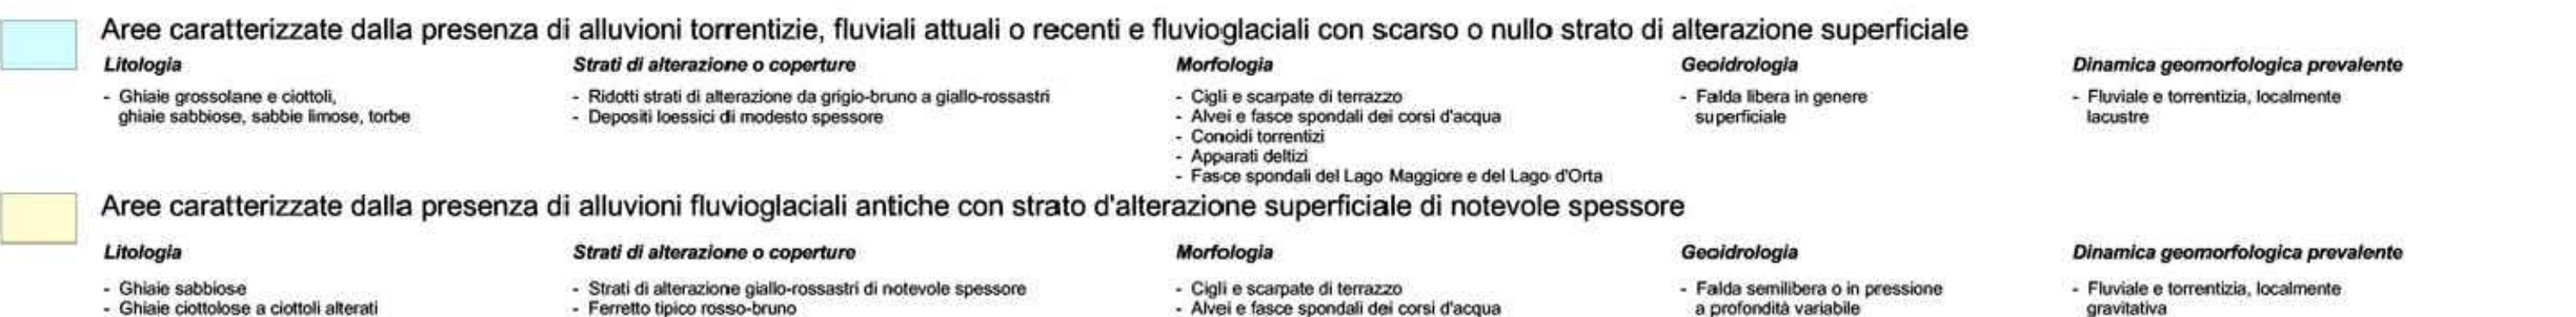 Aree caratterizzate dalla presenza di alluvioni torrentizie, fluviali attuali o recenti e fluvioglaciali con scarso o nullo strato di alterazione superficiale
Litologia
- Ghiaie grossolane e ciottoli,
ghiaie sabbiose, sabbie limose, torbe
Strati di alterazione o coperture
- Ridotti strati di alterazione da grigio-bruno a giallo-rossastri
- Depositi loessici di modesto spessore
Morfologia
- Cigli e scarpate di terrazzo
- Alvei e fasce spondali dei corsi d'acqua
- Conoidi torrentizi
- Apparati deltizi
- Fasce spondali del Lago Maggiore e del Lago d'Orta
Geoidrologia
- Falda libera in genere
superficiale
Dinamica geomorfologica prevalente
- Fluviale e torrentizia, localmente
lacustre
Aree caratterizzate dalla presenza di alluvioni fluvioglaciali antiche con strato d'alterazione superficiale di notevole spessore
Litologia
- Ghiaie sabbiose
- Ghiaie ciottolose a ciottoli alterati
Strati di alterazione o coperture
- Strati di alterazione giallo-rossastri di notevole spessore
- Ferretto tipico rosso-bruno
Morfologia
- Cigli e scarpate di terrazzo
- Alvei e fasce spondali dei corsi d'acqua
Geoidrologia
- Falda semilibera o in pressione
a profondità variabile
Dinamica geomorfologica prevalente
- Fluviale e torrentizia, localmente
gravitativa